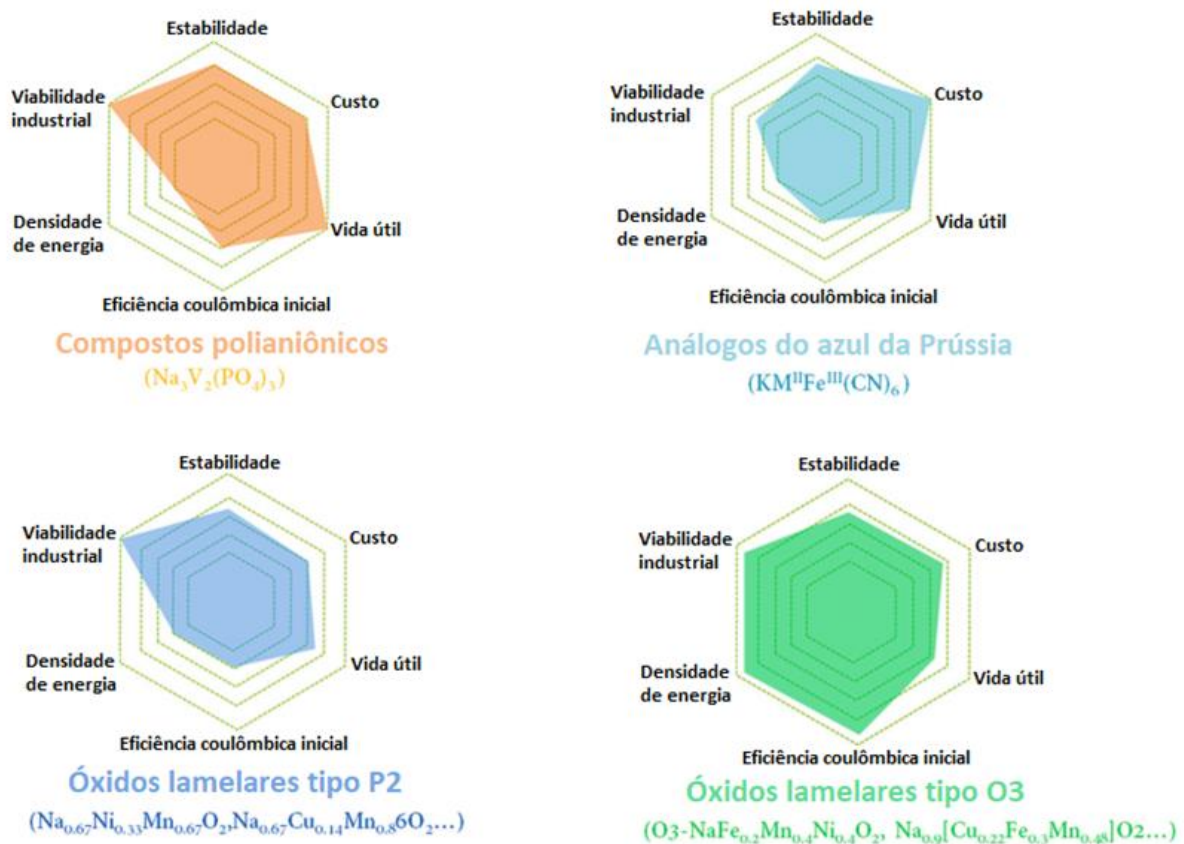 Estabilidade
Viabilidade
industrial
Custo
Densidade
de energia
Vida útil
Eficiência coulômbica inicial
Compostos polianiônicos
(Na₃V₂(PO₄)₃)
Estabilidade
Viabilidade
industrial
Custo
Densidade
de energia
Vida útil
Eficiência coulômbica inicial
Análogos do azul da Prússia
(KMᴵᴵFeᴵᴵᴵ(CN)₆)
Estabilidade
Viabilidade
industrial
Custo
Densidade
de energia
Vida útil
Eficiência coulômbica inicial
Óxidos lamelares tipo P2
(Na₀.₆₇Ni₀.₃₃Mn₀.₆₇O₂,Na₀.₆₇Cu₀.₁₄Mn₀.₈6O₂...)
Estabilidade
Viabilidade
industrial
Custo
Densidade
de energia
Vida útil
Eficiência coulômbica inicial
Óxidos lamelares tipo O3
(O3-NaFe₀.₂Mn₀.₄Ni₀.₄O₂, Na₀.₉[Cu₀.₂₂Fe₀.₃Mn₀.₄₈]O2...)